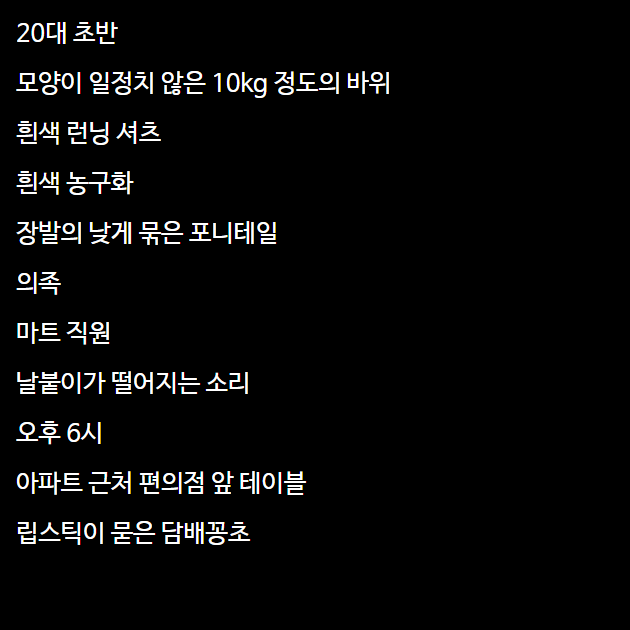 20대 초반
모양이 일정치 않은 10kg 정도의 바위
흰색 런닝 셔츠
흰색 농구화
장발의 낮게 묶은 포니테일
의족
마트 직원
날붙이가 떨어지는 소리
오후 6시
아파트 근처 편의점 앞 테이블
립스틱이 묻은 담배꽁초